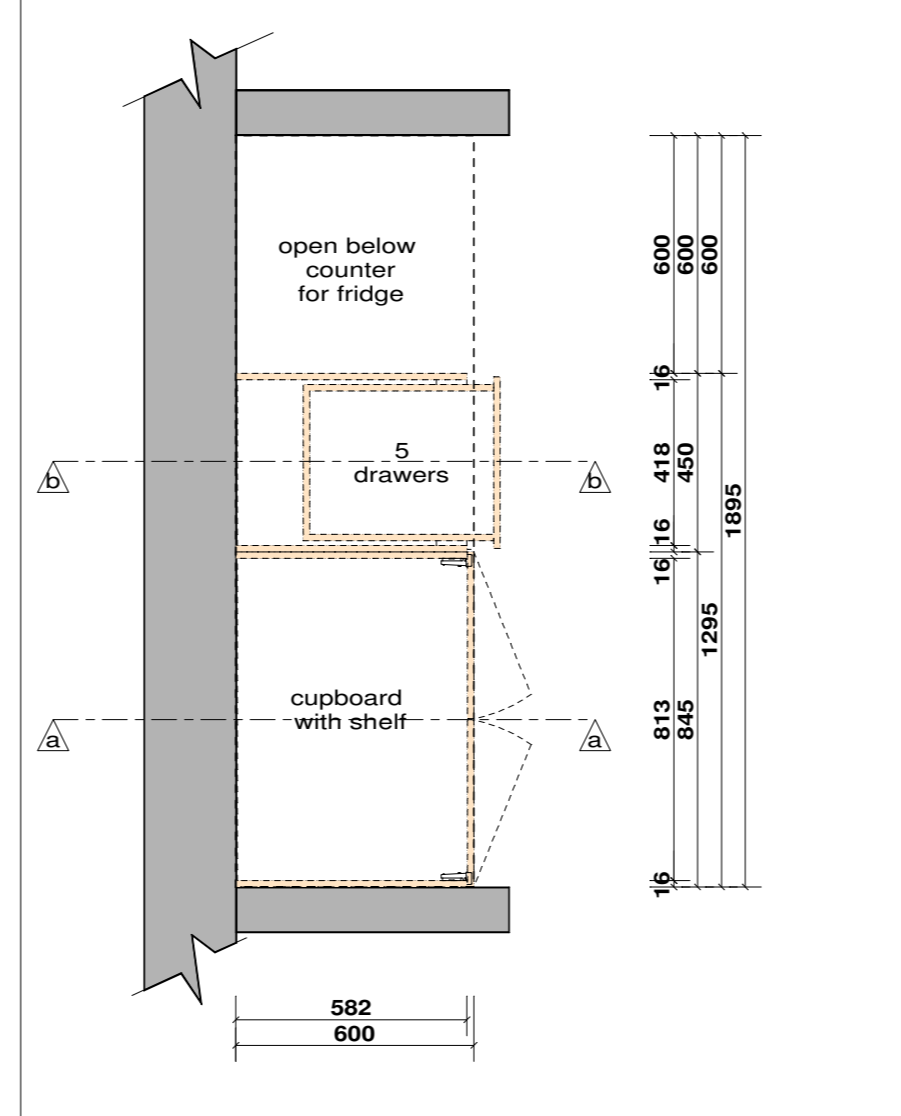 open below
counter
for fridge
5
drawers
b
b
cupboard
with shelf
a
a
600
600
600
16
418
450
16
1895
16
1295
813
845
16
582
600